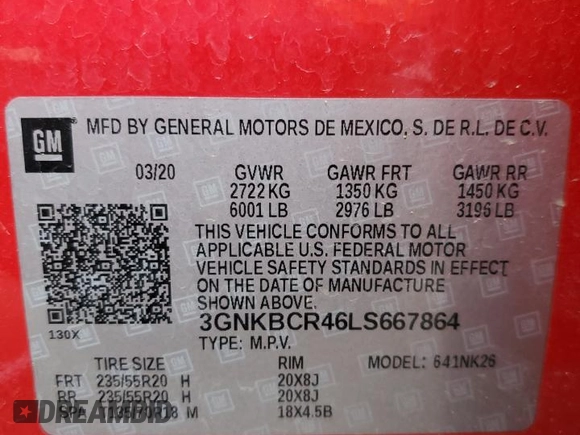 GM
MFD BY GENERAL MOTORS DE MEXICO, S. DE R.L. DE C.V.
03/20 GVWR GAWR FRT GAWR RR
2722 KG 1350 KG 1450 KG
6001 LB 2976 LB 3196 LB
THIS VEHICLE CONFORMS TO ALL
APPLICABLE U.S. FEDERAL MOTOR
VEHICLE SAFETY STANDARDS IN EFFECT
ON THE DATE OF MANUFACTURE
SHOWN ABOVE.
130X
3GNKBCR46LS667864
TYPE: M.P.V.
TIRE SIZE RIM MODEL: 641NK26
FRT 235/55R20 H 20X8J
RR 235/55R20 H 20X8J
SPA T135/70R18 M 18X4.5B
DREAMBID